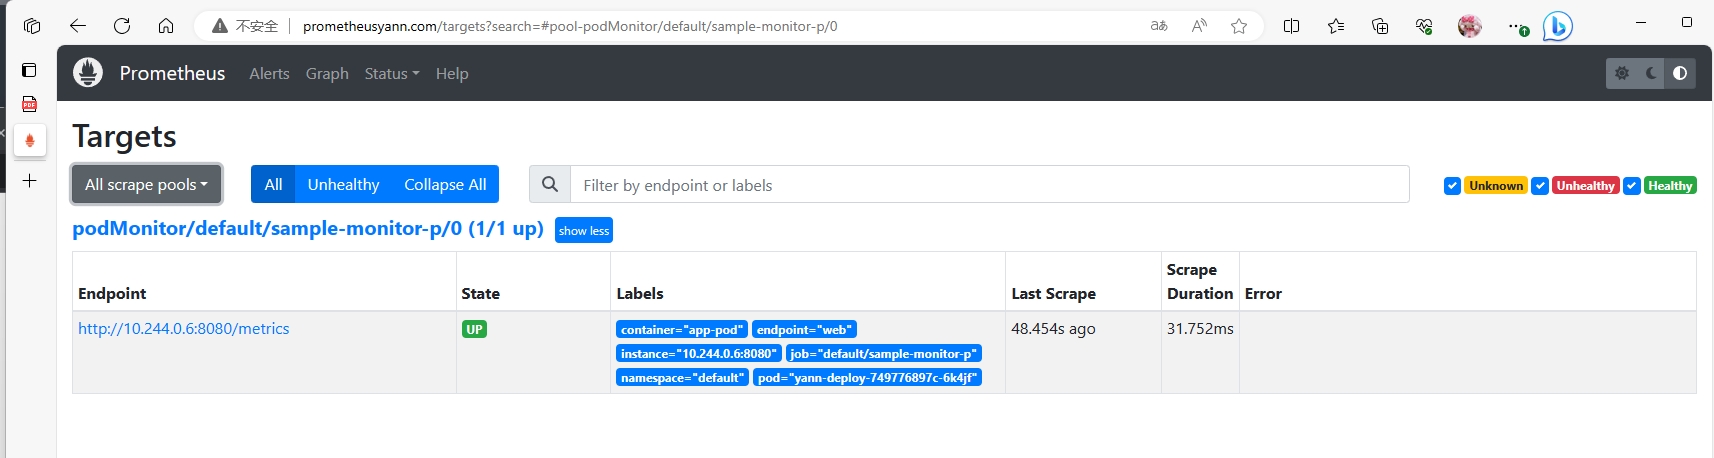 不安全 prometheusyann.com/targets?search=#pool-podMonitor/default/sample-monitor-p/0 aあ A
PDF
Prometheus Alerts Graph Status Help
Targets
All scrape pools All Unhealthy Collapse All Filter by endpoint or labels Unknown Unhealthy Healthy
podMonitor/default/sample-monitor-p/0 (1/1 up) show less
Endpoint State Labels Last Scrape Scrape Duration Error
http://10.244.0.6:8080/metrics UP container="app-pod" endpoint="web" 48.454s ago 31.752ms
instance="10.244.0.6:8080" job="default/sample-monitor-p"
namespace="default" pod="yann-deploy-749776897c-6k4jf"